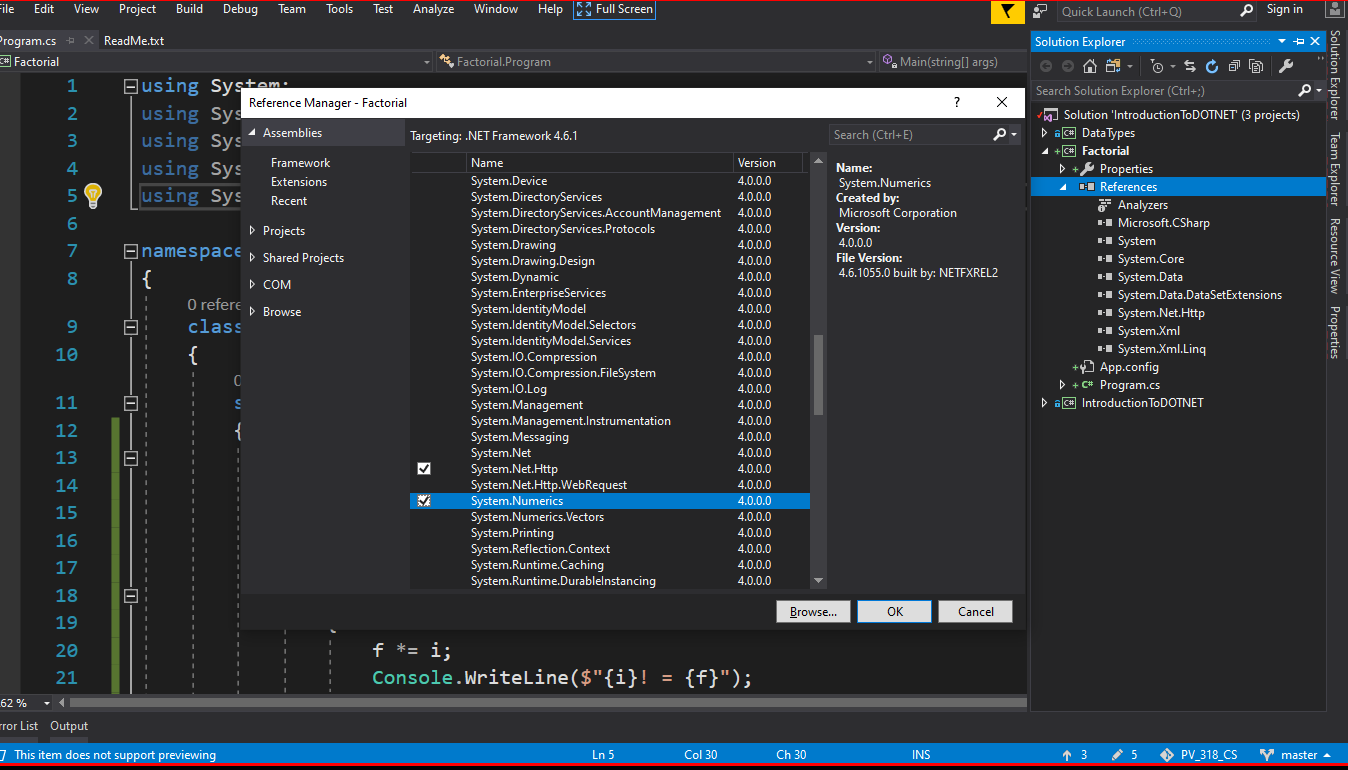 File Edit View Project Build Debug Team Tools Test Analyze Window Help Full Screen Quick Launch (Ctrl+Q) Sign in
Program.cs ReadMe.txt
Factorial Factorial.Program Main(string[] args)
1 using System;
2 using Sys
3 using Sys
4 using Sys
5 using Sys
6
7 namespace
8 {
0 refere
9 class
10 {
0
11 s
12 {
13
14
15
16
17
18
19 {
20 f *= i;
21 Console.WriteLine($"{i}! = {f}");
Reference Manager - Factorial ?
Assemblies
Framework
Extensions
Recent
Projects
Shared Projects
COM
Browse
Targeting: .NET Framework 4.6.1
Search (Ctrl+E)
Name Version
System.Device 4.0.0.0
System.DirectoryServices 4.0.0.0
System.DirectoryServices.AccountManagement 4.0.0.0
System.DirectoryServices.Protocols 4.0.0.0
System.Drawing 4.0.0.0
System.Drawing.Design 4.0.0.0
System.Dynamic 4.0.0.0
System.EnterpriseServices 4.0.0.0
System.IdentityModel 4.0.0.0
System.IdentityModel.Selectors 4.0.0.0
System.IdentityModel.Services 4.0.0.0
System.IO.Compression 4.0.0.0
System.IO.Compression.FileSystem 4.0.0.0
System.IO.Log 4.0.0.0
System.Management 4.0.0.0
System.Management.Instrumentation 4.0.0.0
System.Messaging 4.0.0.0
System.Net 4.0.0.0
System.Net.Http 4.0.0.0
System.Net.Http.WebRequest 4.0.0.0
System.Numerics 4.0.0.0
System.Numerics.Vectors 4.0.0.0
System.Printing 4.0.0.0
System.Reflection.Context 4.0.0.0
System.Runtime.Caching 4.0.0.0
System.Runtime.DurableInstancing 4.0.0.0
Name:
System.Numerics
Created by:
Microsoft Corporation
Version:
4.0.0.0
File Version:
4.6.1055.0 built by: NETFXREL2
Browse... OK Cancel
Solution Explorer
Search Solution Explorer (Ctrl+;)
Solution 'IntroductionToDOTNET' (3 projects)
DataTypes
Factorial
Properties
References
Analyzers
Microsoft.CSharp
System
System.Core
System.Data
System.Data.DataSetExtensions
System.Net.Http
System.Xml
System.Xml.Linq
App.config
Program.cs
IntroductionToDOTNET
Solution Explorer
Team Explorer
Resource View
Properties
62 %
Error List Output
This item does not support previewing Ln 5 Col 30 Ch 30 INS 3 5 PV_318_CS master